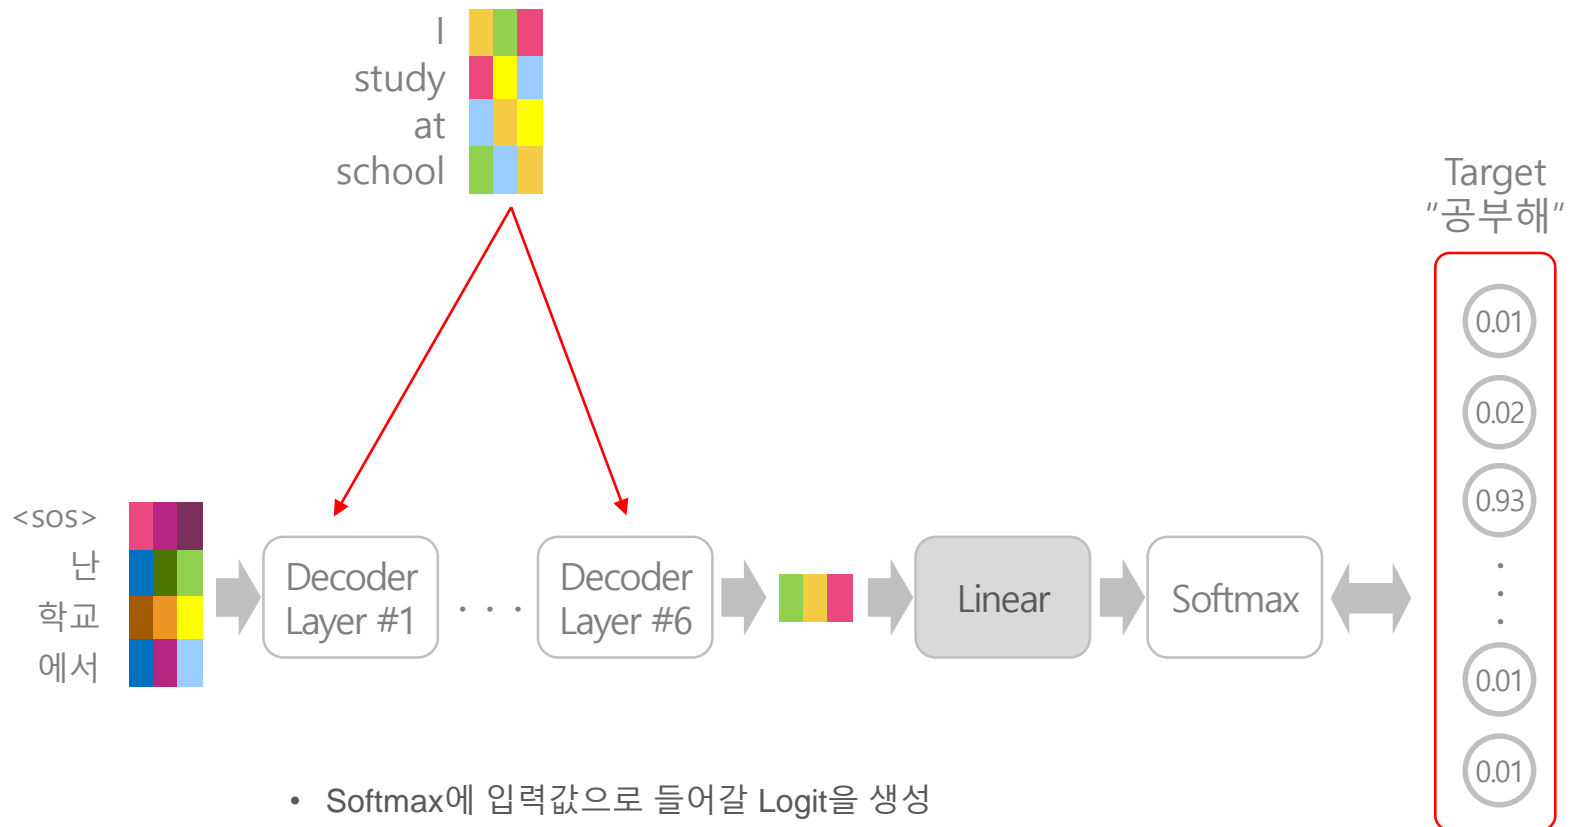 I
study
at
school
Target
"공부해"
0.01
0.02
0.93
<sos>
난
학교
에서
Decoder
Layer #1
. . .
Decoder
Layer #6
Linear
Softmax
0.01
0.01
• Softmax에 입력값으로 들어갈 Logit을 생성